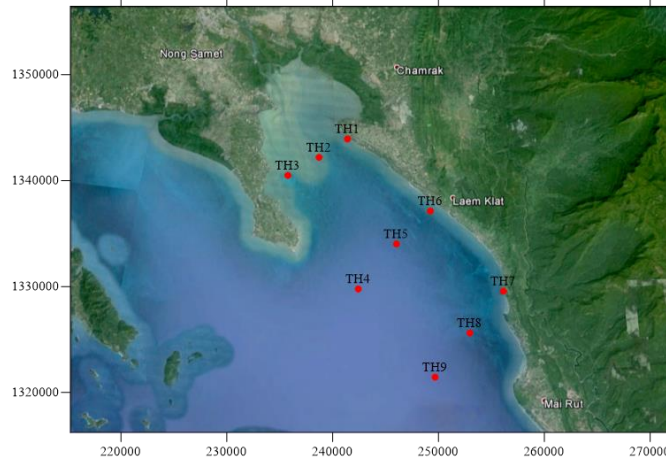 1350000
1340000
1330000
1320000
Nong Samet
Chamrak
TH1
TH2
TH3
TH6
Laem Klat
TH5
TH4
TH7
TH8
TH9
Mai Rut
220000
230000
240000
250000
260000
270000